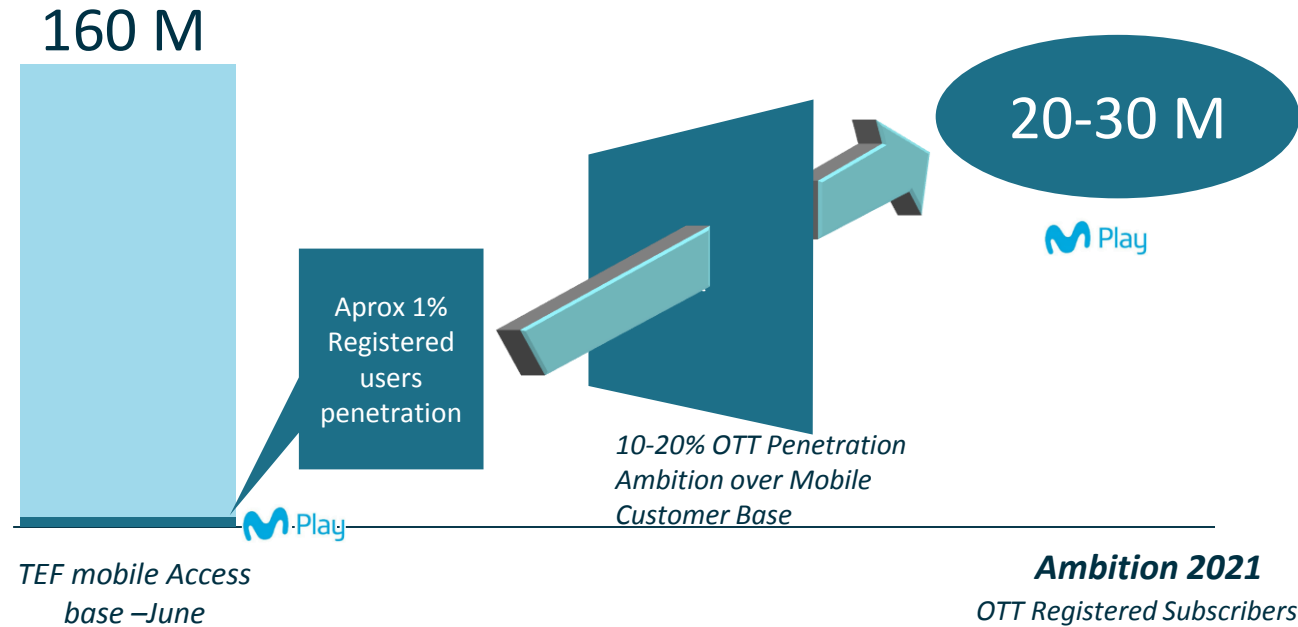 160 M
20-30 M
Play
Aprox 1%
Registered
users
penetration
10-20% OTT Penetration
Ambition over Mobile
Customer Base
Play
TEF mobile Access
base –June
Ambition 2021
OTT Registered Subscribers